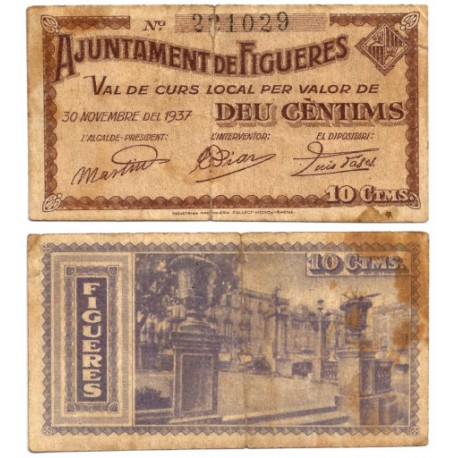 Nº 221029
AJUNTAMENT DE FIGUERES
VAL DE CURS LOCAL PER VALOR DE
30 NOVEMBRE DEL 1937 DEU CÈNTIMS
L'ALCALDE-PRESIDENT: L'INTERVENTOR: EL DIPOSITARI:
10 CTMS.
10 CTMS.
FIGUERES